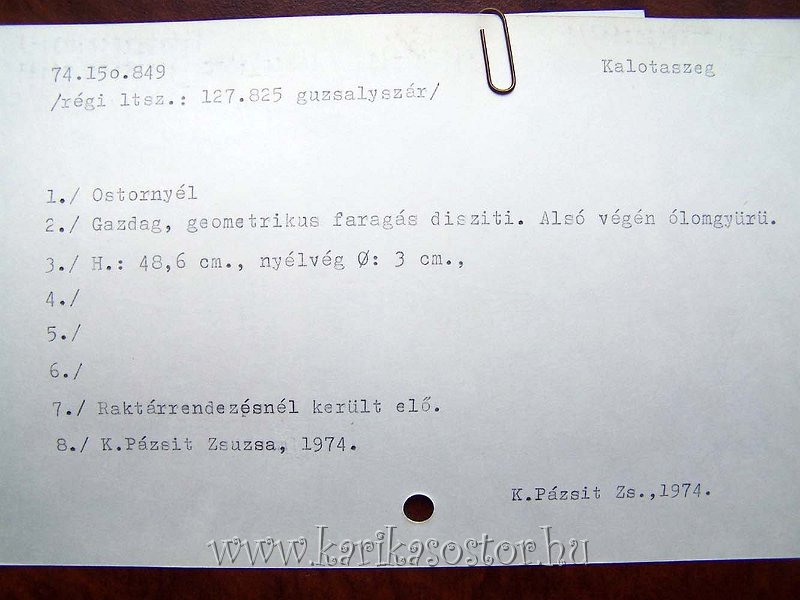 74.15o.849
Kalotaszeg
/régi ltsz.: 127.825 guzsalyszár/
1./ Ostornyél
2./ Gazdag, geometrikus faragás disziti. Alsó végén ólomgyürü.
3./ H.: 48,6 cm., nyélvég Ø: 3 cm.,
4./
5./
6./
7./ Raktárrendezésnél került elő.
8./ K.Pázsit Zsuzsa, 1974.
K.Pázsit Zs.,1974.
www.karikasostor.hu